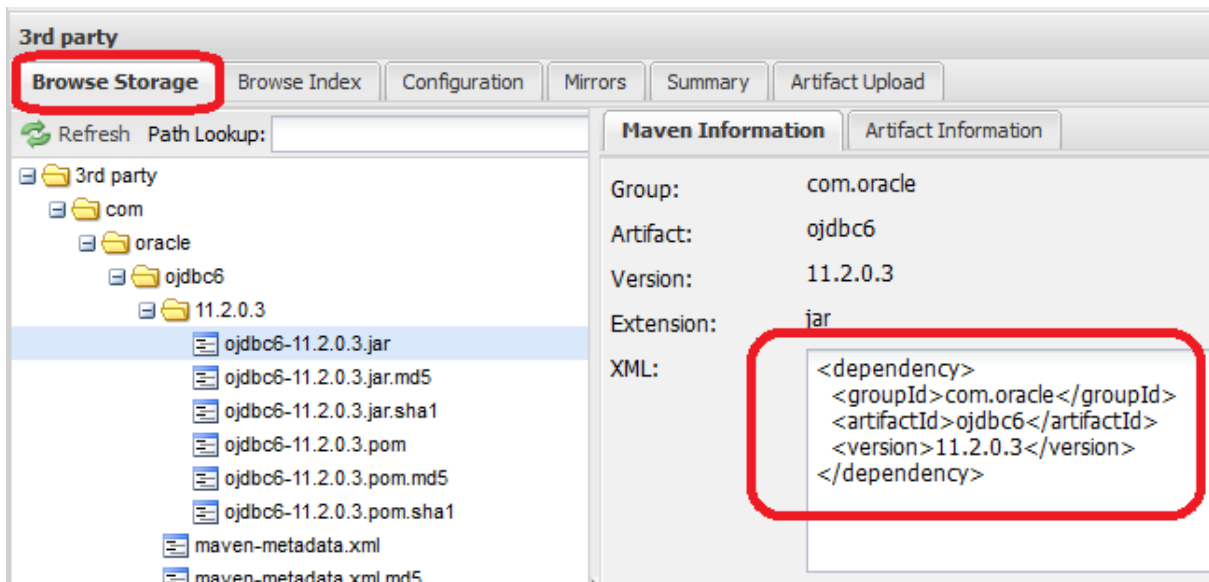 3rd party
Browse Storage Browse Index Configuration Mirrors Summary Artifact Upload
Refresh Path Lookup:
3rd party
com
oracle
ojdbc6
11.2.0.3
ojdbc6-11.2.0.3.jar
ojdbc6-11.2.0.3.jar.md5
ojdbc6-11.2.0.3.jar.sha1
ojdbc6-11.2.0.3.pom
ojdbc6-11.2.0.3.pom.md5
ojdbc6-11.2.0.3.pom.sha1
maven-metadata.xml
maven-metadata.xml.md5
Maven Information Artifact Information
Group: com.oracle
Artifact: ojdbc6
Version: 11.2.0.3
Extension: jar
XML: <dependency>
<groupId>com.oracle</groupId>
<artifactId>ojdbc6</artifactId>
<version>11.2.0.3</version>
</dependency>